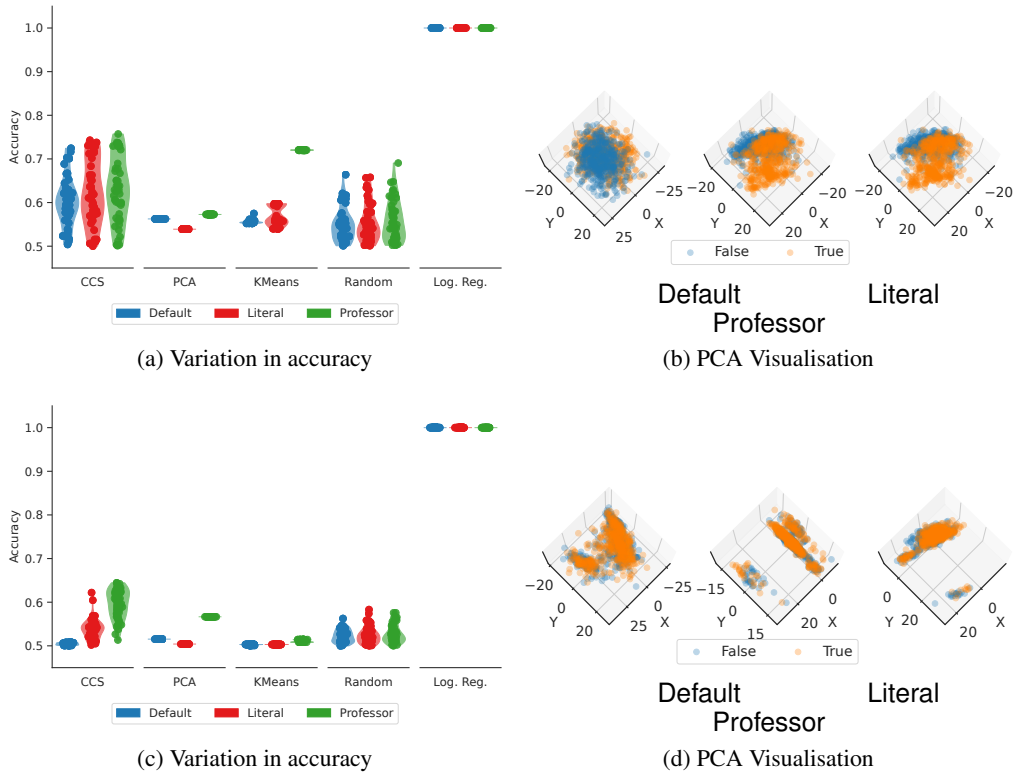 1.0
0.9
0.8
0.7
0.6
0.5
Accuracy
CCS PCA KMeans Random Log. Reg.
Default Literal Professor
(a) Variation in accuracy
−20 0 20 Y −25 0 25 X
−20 0 20 Y −20 0 20 X
−20 0 20 Y −20 0 20 X
False True
Default Literal
Professor
(b) PCA Visualisation
1.0
0.9
0.8
0.7
0.6
0.5
Accuracy
CCS PCA KMeans Random Log. Reg.
Default Literal Professor
(c) Variation in accuracy
−20 0 20 Y −25 0 25 X
−15 0 15 Y 0 20 X
−20 0 20 Y 0 20 X
False True
Default Literal
Professor
(d) PCA Visualisation